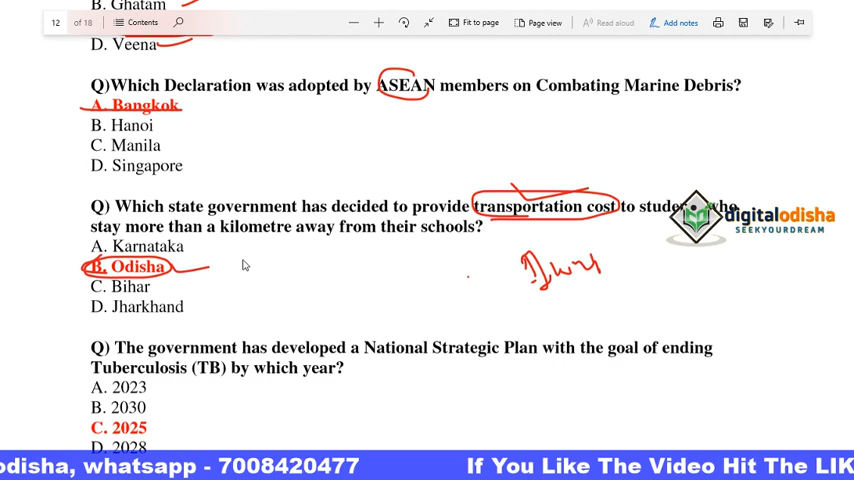 B. Ghatam
12 of 18
Contents
Fit to page
Page view
Read aloud
Add notes
D. Veena
Q)Which Declaration was adopted by ASEAN members on Combating Marine Debris?
A. Bangkok
B. Hanoi
C. Manila
D. Singapore
Q) Which state government has decided to provide transportation cost to who
stay more than a kilometre away from their schools?
A. Karnataka
B. Odisha
C. Bihar
D. Jharkhand
digitalodisha
SEEKYOURDREAM
Q) The government has developed a National Strategic Plan with the goal of ending
Tuberculosis (TB) by which year?
A. 2023
B. 2030
C. 2025
D. 2028
odisha, whatsapp - 7008420477 If You Like The Video Hit The LIK